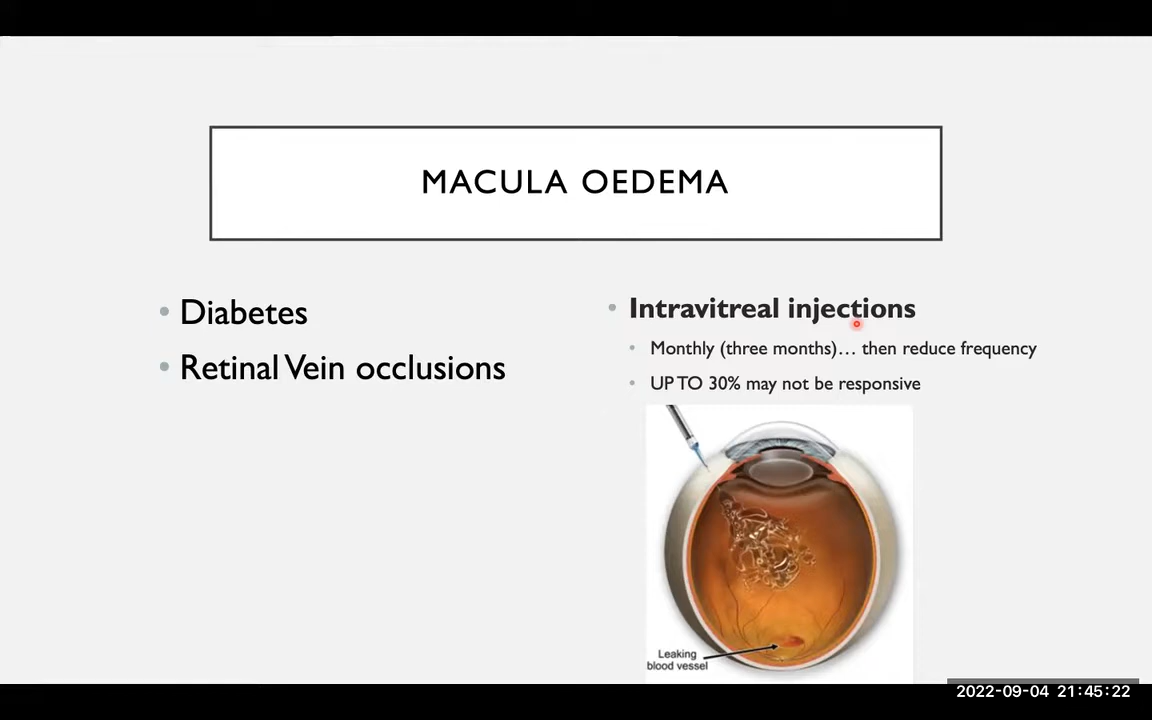 MACULA OEDEMA
Diabetes
Retinal Vein occlusions
Intravitreal injections
Monthly (three months)… then reduce frequency
UP TO 30% may not be responsive
Leaking
blood vessel
2022-09-04 21:45:22